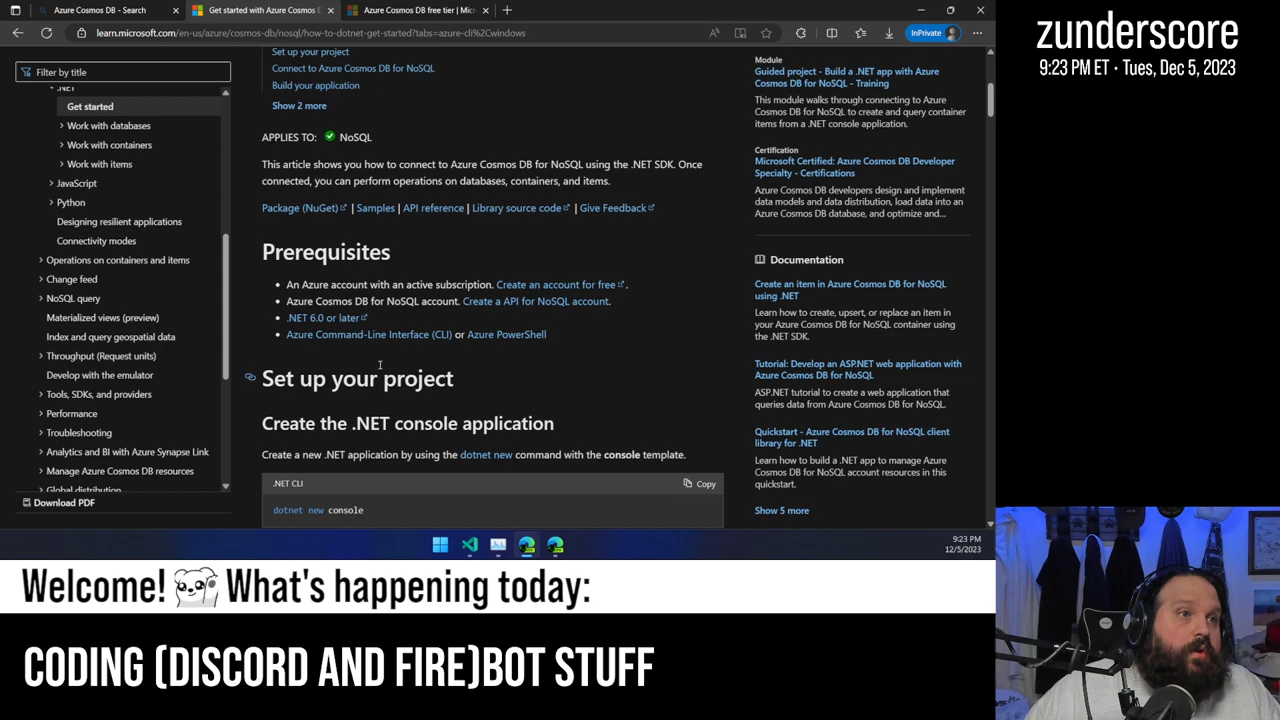 Azure Cosmos DB - Search
Get started with Azure Cosmos D
Azure Cosmos DB free tier | Mic
learn.microsoft.com/en-us/azure/cosmos-db/nosql/how-to-dotnet-get-started?tabs=azure-cli%2Cwindows
InPrivate
zunderscore
9:23 PM ET • Tues, Dec 5, 2023
Filter by title
.NET
Get started
Work with databases
Work with containers
Work with items
JavaScript
Python
Designing resilient applications
Connectivity modes
Operations on containers and items
Change feed
NoSQL query
Materialized views (preview)
Index and query geospatial data
Throughput (Request units)
Develop with the emulator
Tools, SDKs, and providers
Performance
Troubleshooting
Analytics and BI with Azure Synapse Link
Manage Azure Cosmos DB resources
Global distribution
Download PDF
Set up your project
Connect to Azure Cosmos DB for NoSQL
Build your application
Show 2 more
APPLIES TO: NoSQL
This article shows you how to connect to Azure Cosmos DB for NoSQL using the .NET SDK. Once
connected, you can perform operations on databases, containers, and items.
Package (NuGet) | Samples | API reference | Library source code | Give Feedback
Prerequisites
• An Azure account with an active subscription. Create an account for free.
• Azure Cosmos DB for NoSQL account. Create a API for NoSQL account.
• .NET 6.0 or later
• Azure Command-Line Interface (CLI) or Azure PowerShell
Set up your project
Create the .NET console application
Create a new .NET application by using the dotnet new command with the console template.
.NET CLI
Copy
dotnet new console
Module
Guided project - Build a .NET app with Azure
Cosmos DB for NoSQL - Training
This module walks through connecting to Azure
Cosmos DB for NoSQL to create and query container
items from a .NET console application.
Certification
Microsoft Certified: Azure Cosmos DB Developer
Specialty - Certifications
Azure Cosmos DB developers design and implement
data models and data distribution, load data into an
Azure Cosmos DB database, and optimize and...
Documentation
Create an item in Azure Cosmos DB for NoSQL
using .NET
Learn how to create, upsert, or replace an item in
your Azure Cosmos DB for NoSQL container using
the .NET SDK.
Tutorial: Develop an ASP.NET web application with
Azure Cosmos DB for NoSQL
ASP.NET tutorial to create a web application that
queries data from Azure Cosmos DB for NoSQL.
Quickstart - Azure Cosmos DB for NoSQL client
library for .NET
Learn how to build a .NET app to manage Azure
Cosmos DB for NoSQL account resources in this
quickstart.
Show 5 more
9:23 PM
12/5/2023
Welcome! What's happening today:
CODING (DISCORD AND FIRE)BOT STUFF